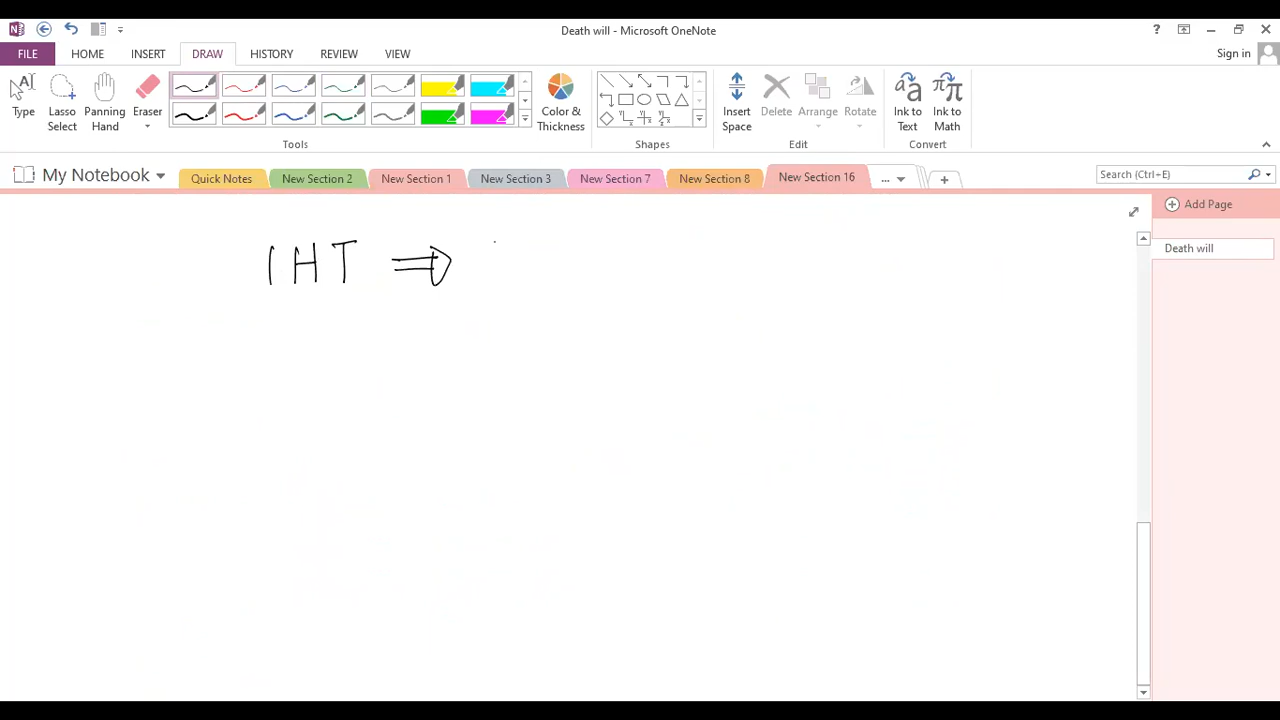 Death will - Microsoft OneNote
?
FILE HOME INSERT DRAW HISTORY REVIEW VIEW
Sign in
Type
Lasso Select
Panning Hand
Eraser
Color & Thickness
Insert Space
Delete
Arrange
Rotate
Ink to Text
Ink to Math
Tools
Shapes
Edit
Convert
My Notebook
Quick Notes
New Section 2
New Section 1
New Section 3
New Section 7
New Section 8
New Section 16
...
Search (Ctrl+E)
Add Page
Death will
IHT ⇒